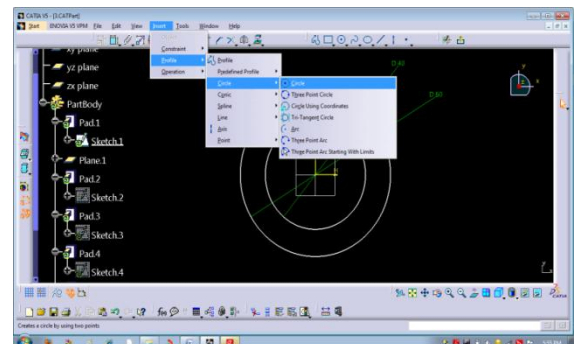 CATIA V5 - [3.CATPart]
Start ENOVIA V5 VPM File Edit View Insert Tools Window Help
xy plane
yz plane
zx plane
PartBody
Pad.1
Sketch.1
Plane.1
Pad.2
Sketch.2
Pad.3
Sketch.3
Pad.4
Sketch.4
Constraint
Profile
Operation
Profile
Predefined Profile
Circle
Conic
Spline
Line
Axis
Point
Circle
Three Point Circle
Circle Using Coordinates
Tri-Tangent Circle
Arc
Three Point Arc
Three Point Arc Starting With Limits
D 40
D 60
Creates a circle by using two points